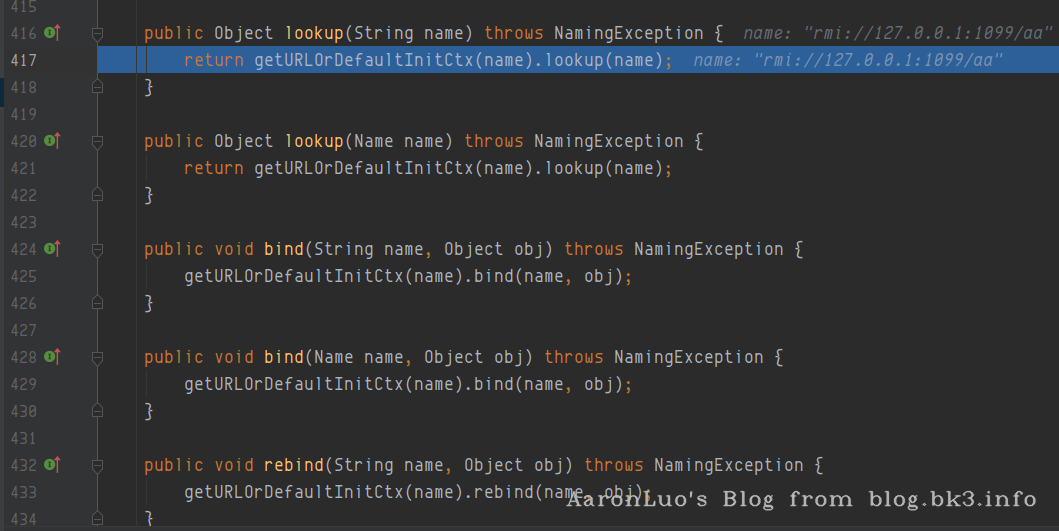 415
416 public Object lookup(String name) throws NamingException { name: "rmi://127.0.0.1:1099/aa"
417 return getURLOrDefaultInitCtx(name).lookup(name); name: "rmi://127.0.0.1:1099/aa"
418 }
419
420 public Object lookup(Name name) throws NamingException {
421 return getURLOrDefaultInitCtx(name).lookup(name);
422 }
423
424 public void bind(String name, Object obj) throws NamingException {
425 getURLOrDefaultInitCtx(name).bind(name, obj);
426 }
427
428 public void bind(Name name, Object obj) throws NamingException {
429 getURLOrDefaultInitCtx(name).bind(name, obj);
430 }
431
432 public void rebind(String name, Object obj) throws NamingException {
433 getURLOrDefaultInitCtx(name).rebind(name, obj);
AaronLuo's Blog from blog.bk3.info
434 }